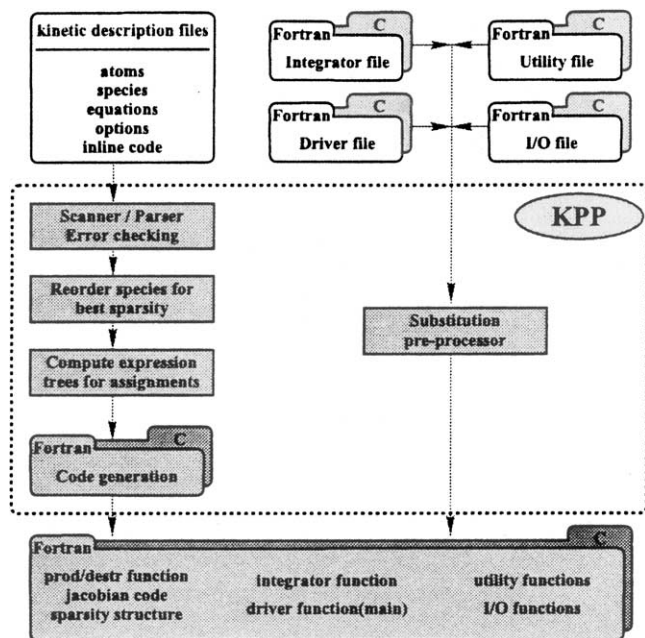 kinetic description files
atoms
species
equations
options
inline code
Fortran
C
Integrator file
Fortran
C
Utility file
Fortran
C
Driver file
Fortran
C
I/O file
KPP
Scanner / Parser
Error checking
Reorder species for
best sparsity
Compute expression
trees for assignments
Fortran
C
Code generation
Substitution
pre-processor
Fortran
C
prod/destr function
jacobian code
sparsity structure
integrator function
driver function(main)
utility functions
I/O functions